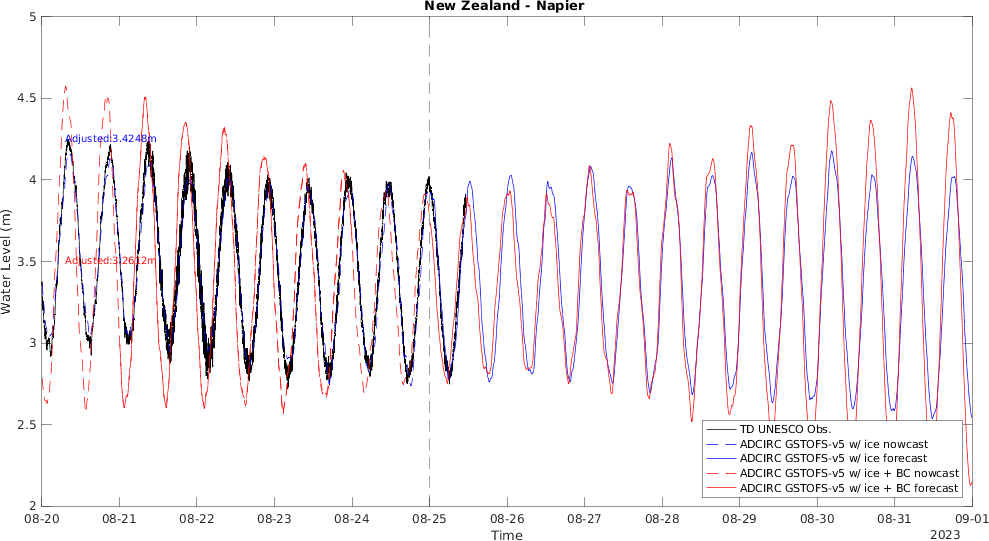 New Zealand - Napier
5
4.5
4
3.5
3
2.5
2
Water Level (m)
Adjusted:3.4248m
Adjusted:3.2612m
TD UNESCO Obs.
ADCIRC GSTOFS-v5 w/ ice nowcast
ADCIRC GSTOFS-v5 w/ ice forecast
ADCIRC GSTOFS-v5 w/ ice + BC nowcast
ADCIRC GSTOFS-v5 w/ ice + BC forecast
08-20 08-21 08-22 08-23 08-24 08-25 08-26 08-27 08-28 08-29 08-30 08-31 09-01
Time
2023